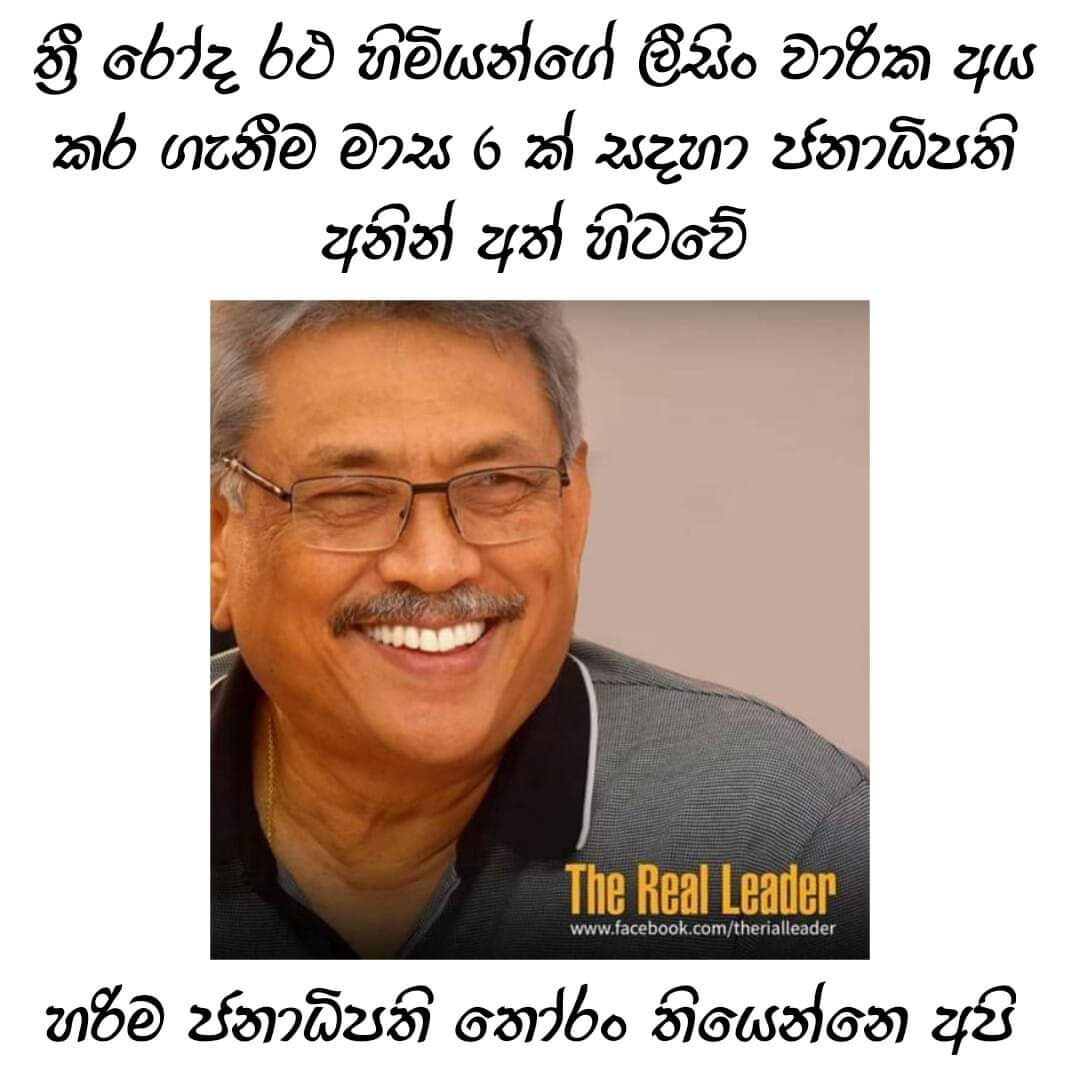 ත්‍රී රෝද රථ හිමියන්ගේ ලීසිං වාරික අය
කර ගැනීම මාස 6 ක් සදහා ජනාධිපති
අනින් අත් හිටවේ
The Real Leader
www.facebook.com/therialleader
හරිම ජනාධිපති තෝරං තියෙන්නෙ අපි